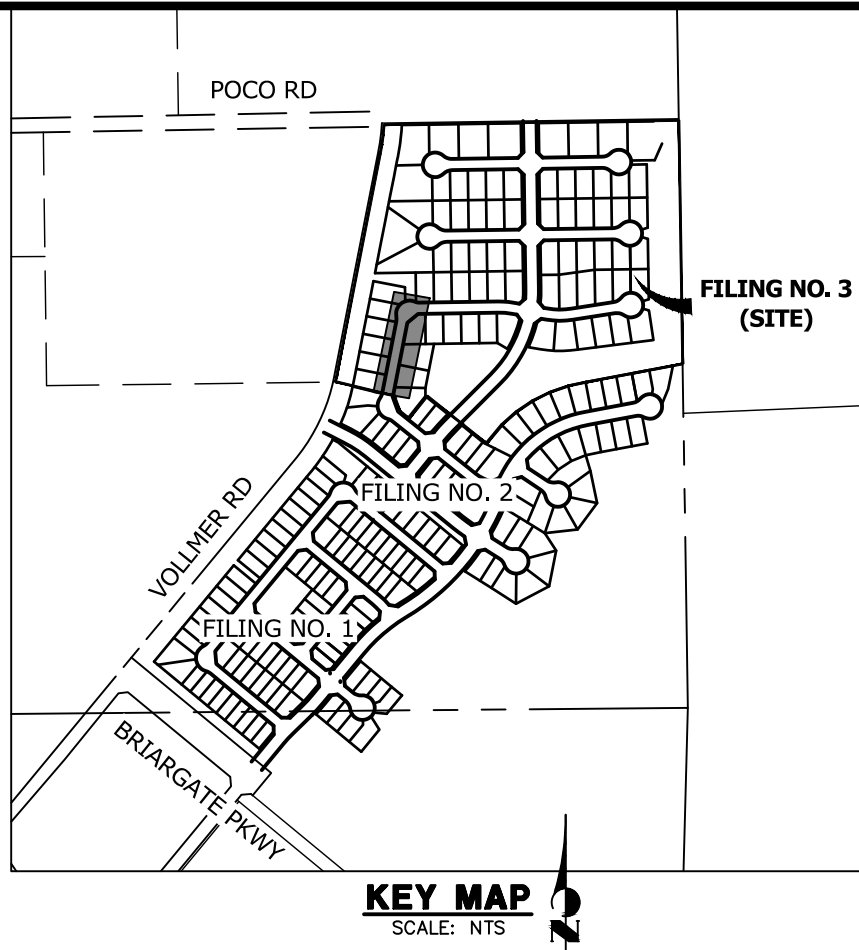 POCO RD
FILING NO. 3
(SITE)
FILING NO. 2
VOLLMER RD
FILING NO. 1
BRIARGATE PKWY
KEY MAP
SCALE: NTS
N